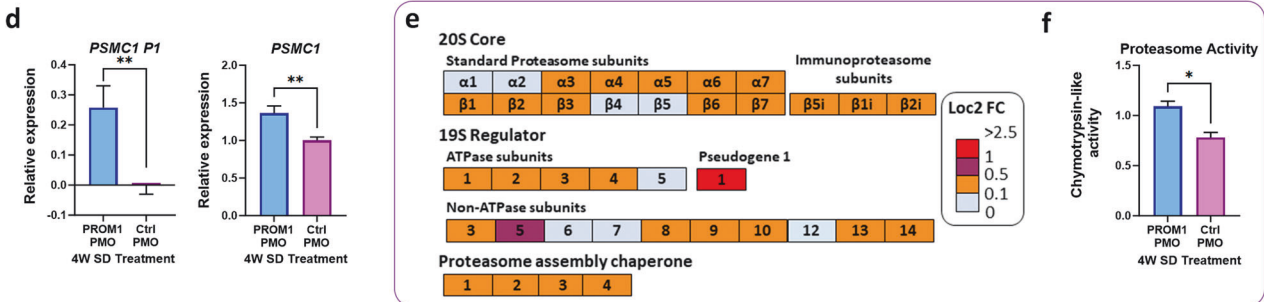 d
PSMC1 P1
**
Relative expression
0.4
0.3
0.2
0.1
0.0
-0.1
PROM1 PMO
Ctrl PMO
4W SD Treatment
PSMC1
**
Relative expression
2.0
1.5
1.0
0.5
0.0
PROM1 PMO
Ctrl PMO
4W SD Treatment
e
20S Core
Standard Proteasome subunits
α1 α2 α3 α4 α5 α6 α7
β1 β2 β3 β4 β5 β6 β7
Immunoproteasome
subunits
β5i β1i β2i
19S Regulator
ATPase subunits
1 2 3 4 5
Pseudogene 1
1
Non-ATPase subunits
3 5 6 7 8 9 10 12 13 14
Proteasome assembly chaperone
1 2 3 4
Loc2 FC
>2.5
1
0.5
0.1
0
f
Proteasome Activity
*
Chymotrypsin-like
activity
1.5
1.0
0.5
0.0
PROM1 PMO
Ctrl PMO
4W SD Treatment